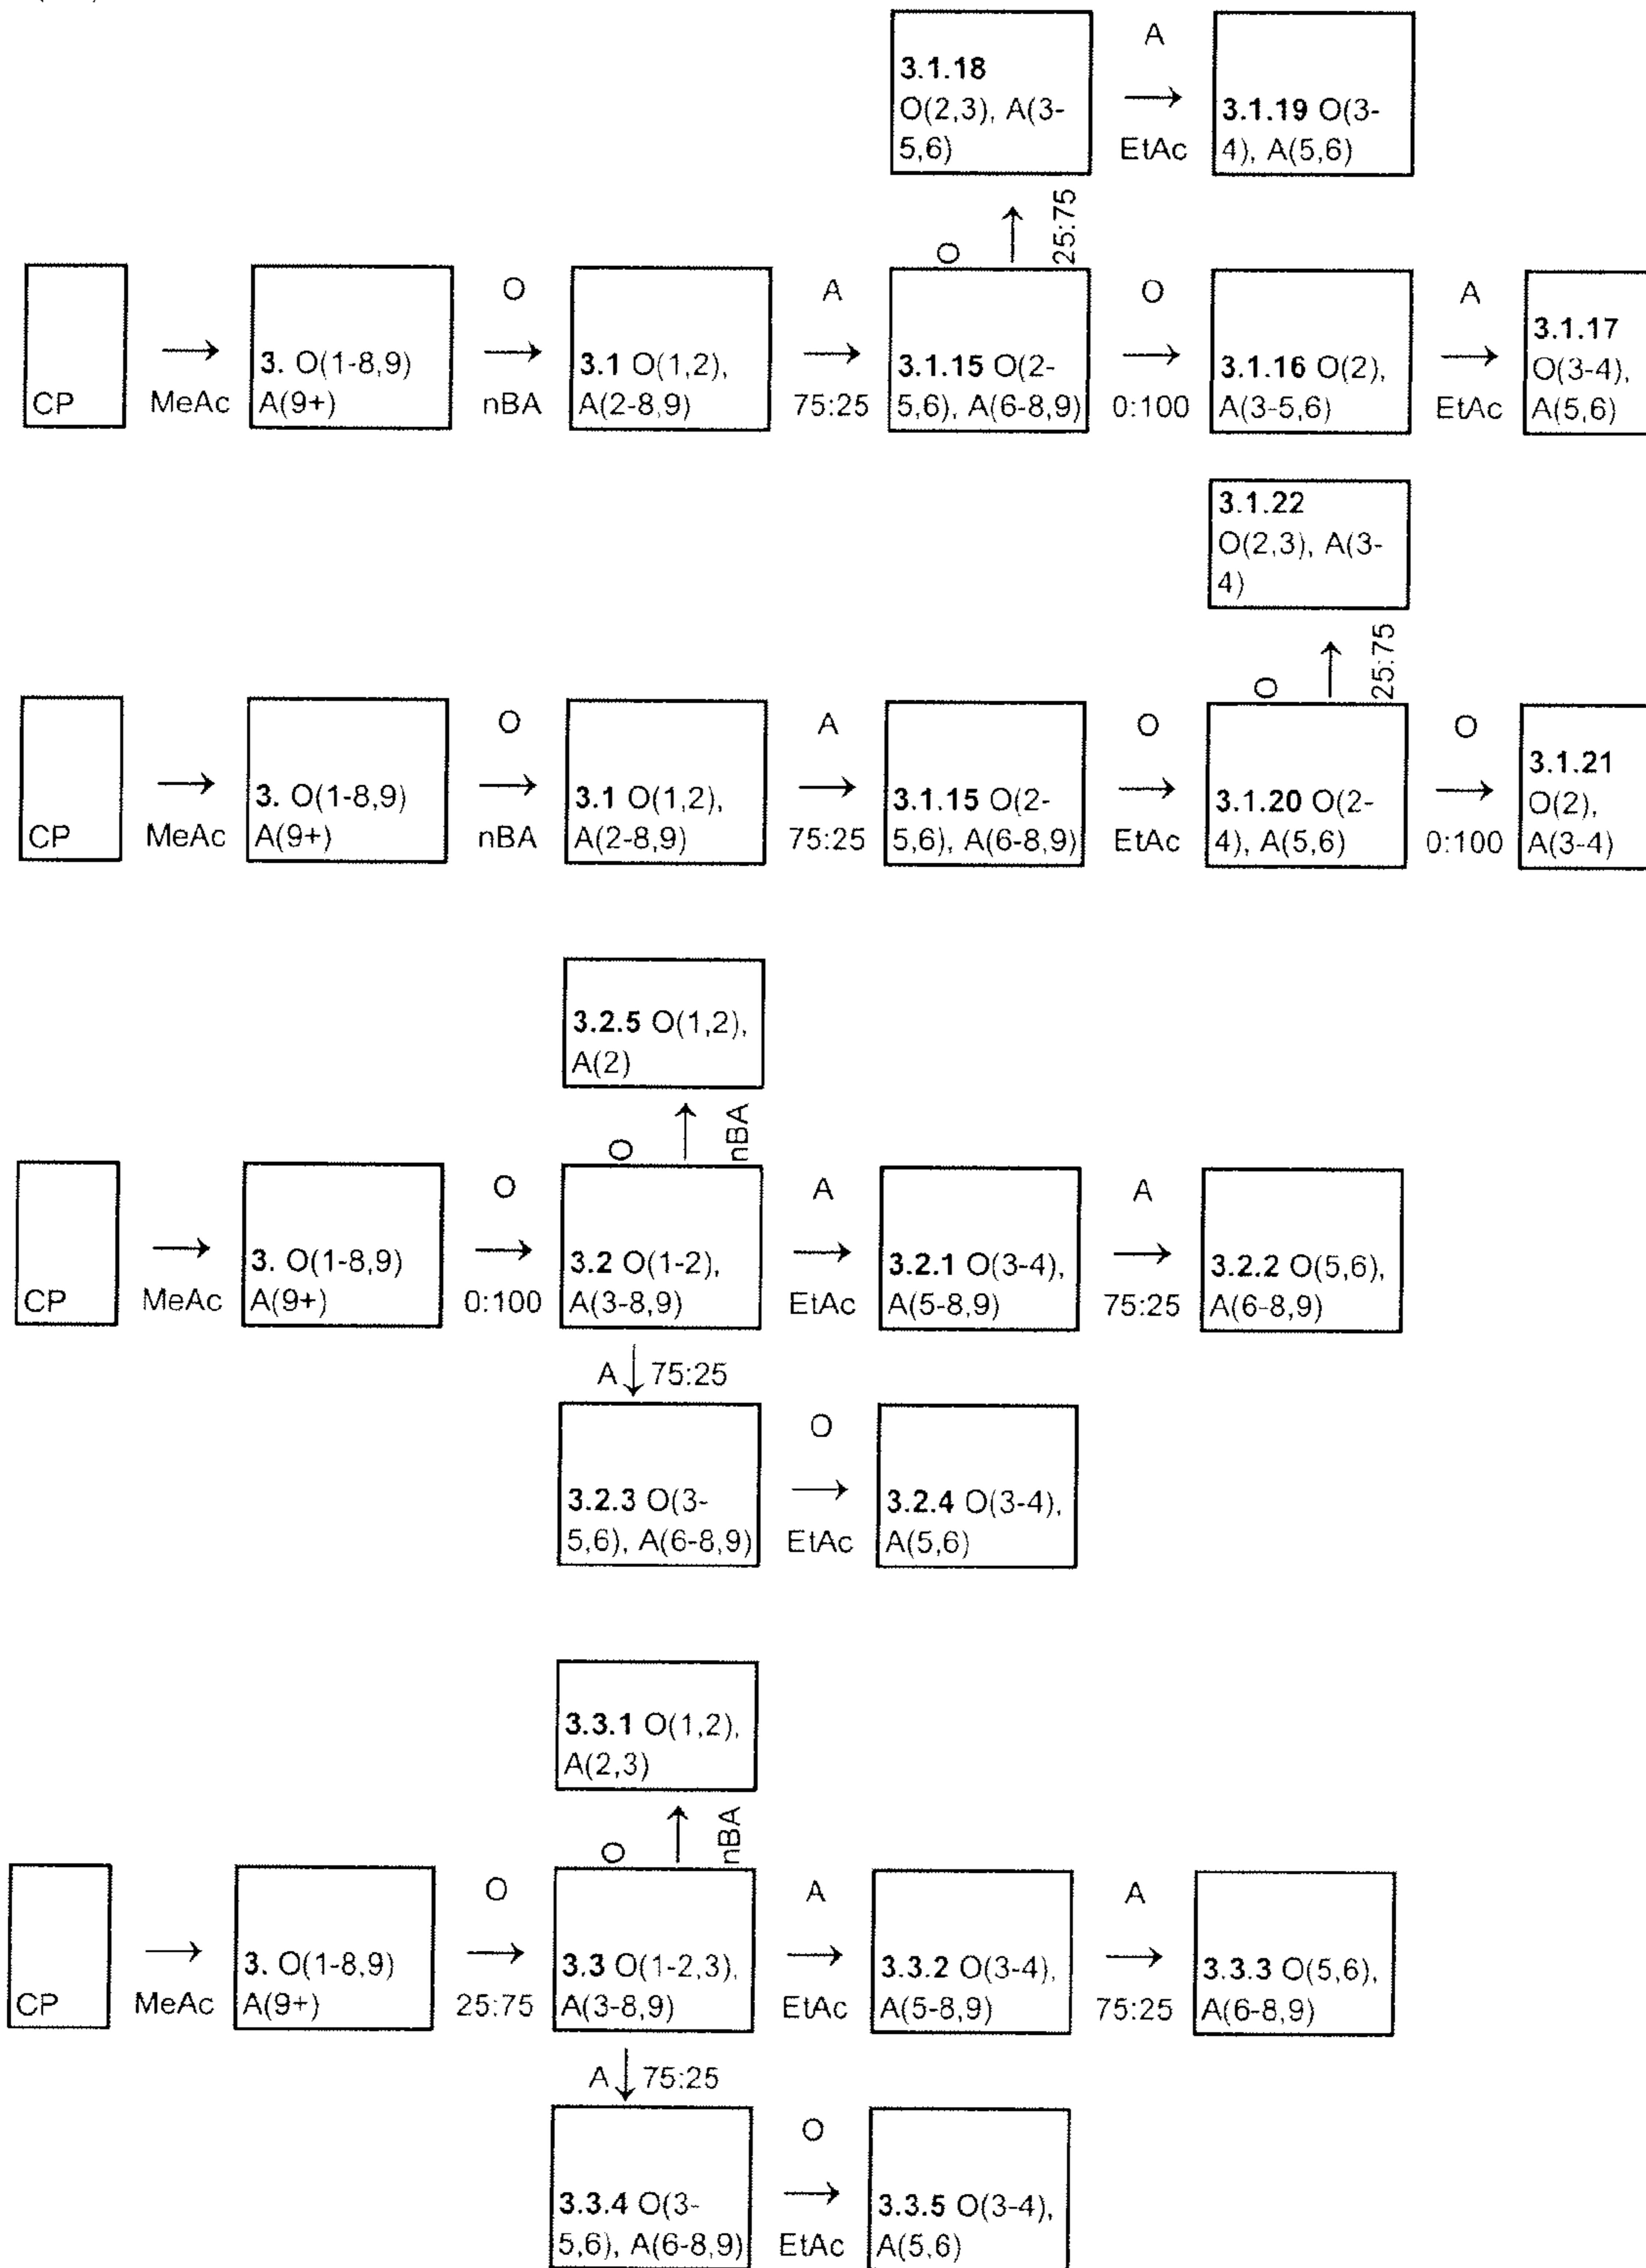 3.1.18
O(2,3), A(3-
5,6)
A
EtAc
3.1.19 O(3-
4), A(5,6)
O
25:75
CP
MeAc
3. O(1-8,9)
A(9+)
O
nBA
3.1 O(1,2),
A(2-8,9)
A
75:25
3.1.15 O(2-
5,6), A(6-8,9)
O
0:100
3.1.16 O(2),
A(3-5,6)
A
EtAc
3.1.17
O(3-4),
A(5,6)
3.1.22
O(2,3), A(3-
4)
O
25:75
CP
MeAc
3. O(1-8,9)
A(9+)
O
nBA
3.1 O(1,2),
A(2-8,9)
A
75:25
3.1.15 O(2-
5,6), A(6-8,9)
O
EtAc
3.1.20 O(2-
4), A(5,6)
O
0:100
3.1.21
O(2),
A(3-4)
3.2.5 O(1,2),
A(2)
O
nBA
CP
MeAc
3. O(1-8,9)
A(9+)
O
0:100
3.2 O(1-2),
A(3-8,9)
A
EtAc
3.2.1 O(3-4),
A(5-8,9)
A
75:25
3.2.2 O(5,6),
A(6-8,9)
A 75:25
3.2.3 O(3-
5,6), A(6-8,9)
O
EtAc
3.2.4 O(3-4),
A(5,6)
3.3.1 O(1,2),
A(2,3)
O
nBA
CP
MeAc
3. O(1-8,9)
A(9+)
O
25:75
3.3 O(1-2,3),
A(3-8,9)
A
EtAc
3.3.2 O(3-4),
A(5-8,9)
A
75:25
3.3.3 O(5,6),
A(6-8,9)
A 75:25
3.3.4 O(3-
5,6), A(6-8,9)
O
EtAc
3.3.5 O(3-4),
A(5,6)